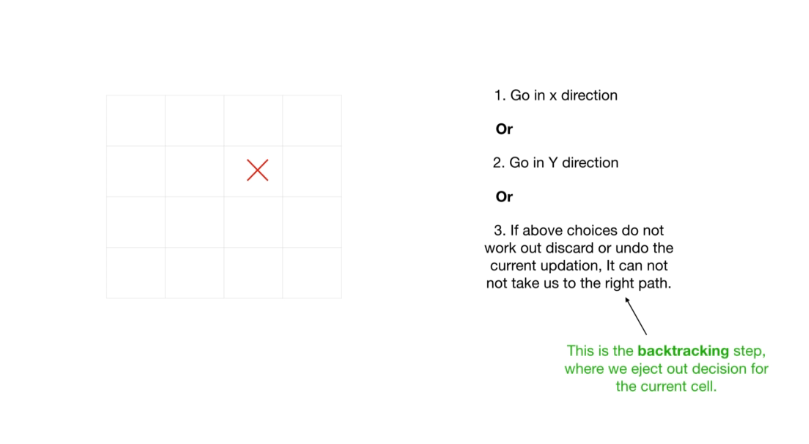 1. Go in x direction
Or
2. Go in Y direction
Or
3. If above choices do not
work out discard or undo the
current updation, It can not
not take us to the right path.
This is the backtracking step,
where we eject out decision for
the current cell.